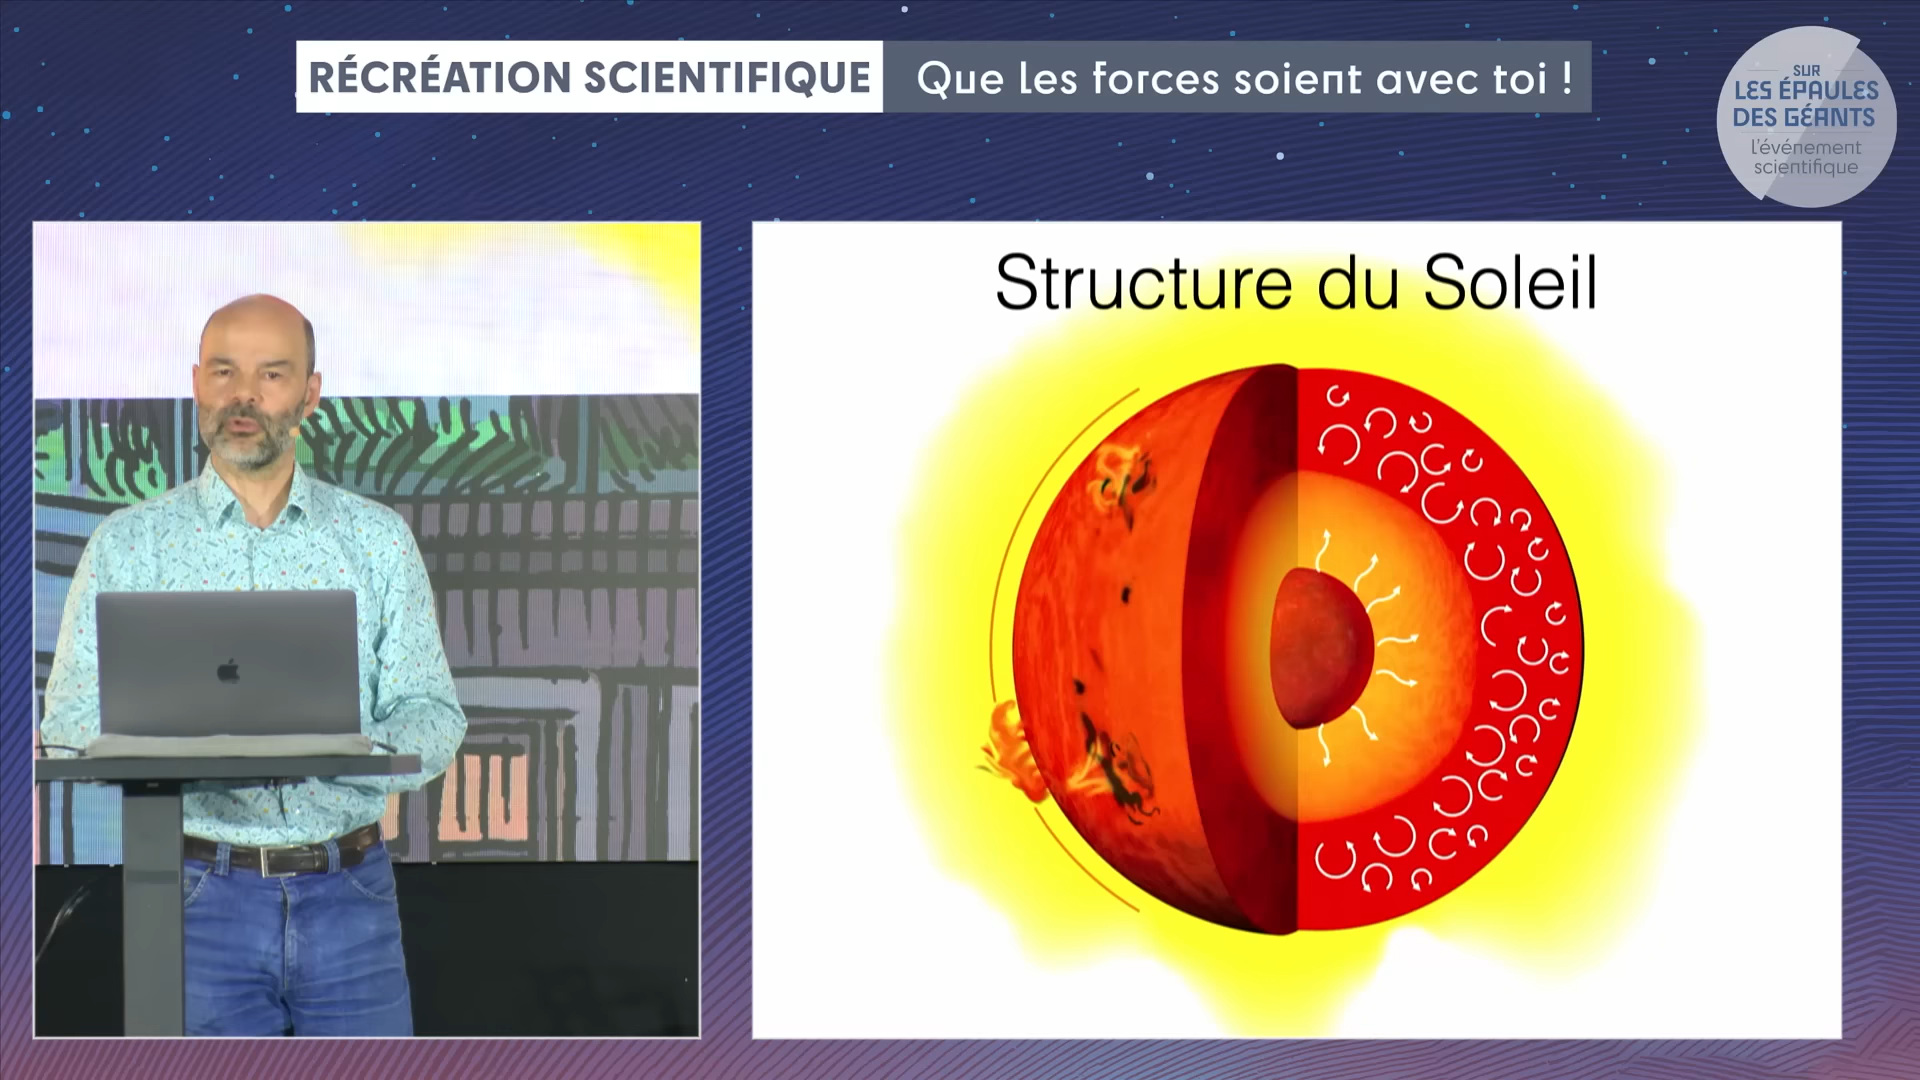 RÉCRÉATION SCIENTIFIQUE
Que les forces soient avec toi !
SUR
LES ÉPAULES
DES GÉANTS
l'événement
scientifique
Structure du Soleil